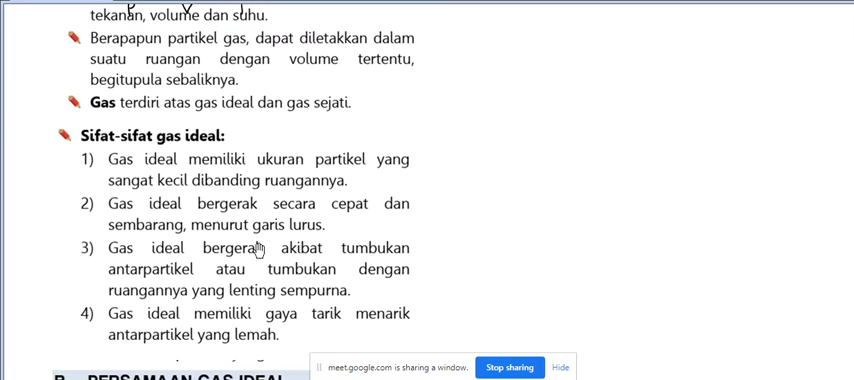 tekanan, volume dan suhu.
Berapapun partikel gas, dapat diletakkan dalam
suatu ruangan dengan volume tertentu,
begitupula sebaliknya.
Gas terdiri atas gas ideal dan gas sejati.
Sifat-sifat gas ideal:
1) Gas ideal memiliki ukuran partikel yang
sangat kecil dibanding ruangannya.
2) Gas ideal bergerak secara cepat dan
sembarang, menurut garis lurus.
3) Gas ideal bergerak akibat tumbukan
antarpartikel atau tumbukan dengan
ruangannya yang lenting sempurna.
4) Gas ideal memiliki gaya tarik menarik
antarpartikel yang lemah.
B. PERSAMAAN GAS IDEAL
meet.google.com is sharing a window.
Stop sharing
Hide